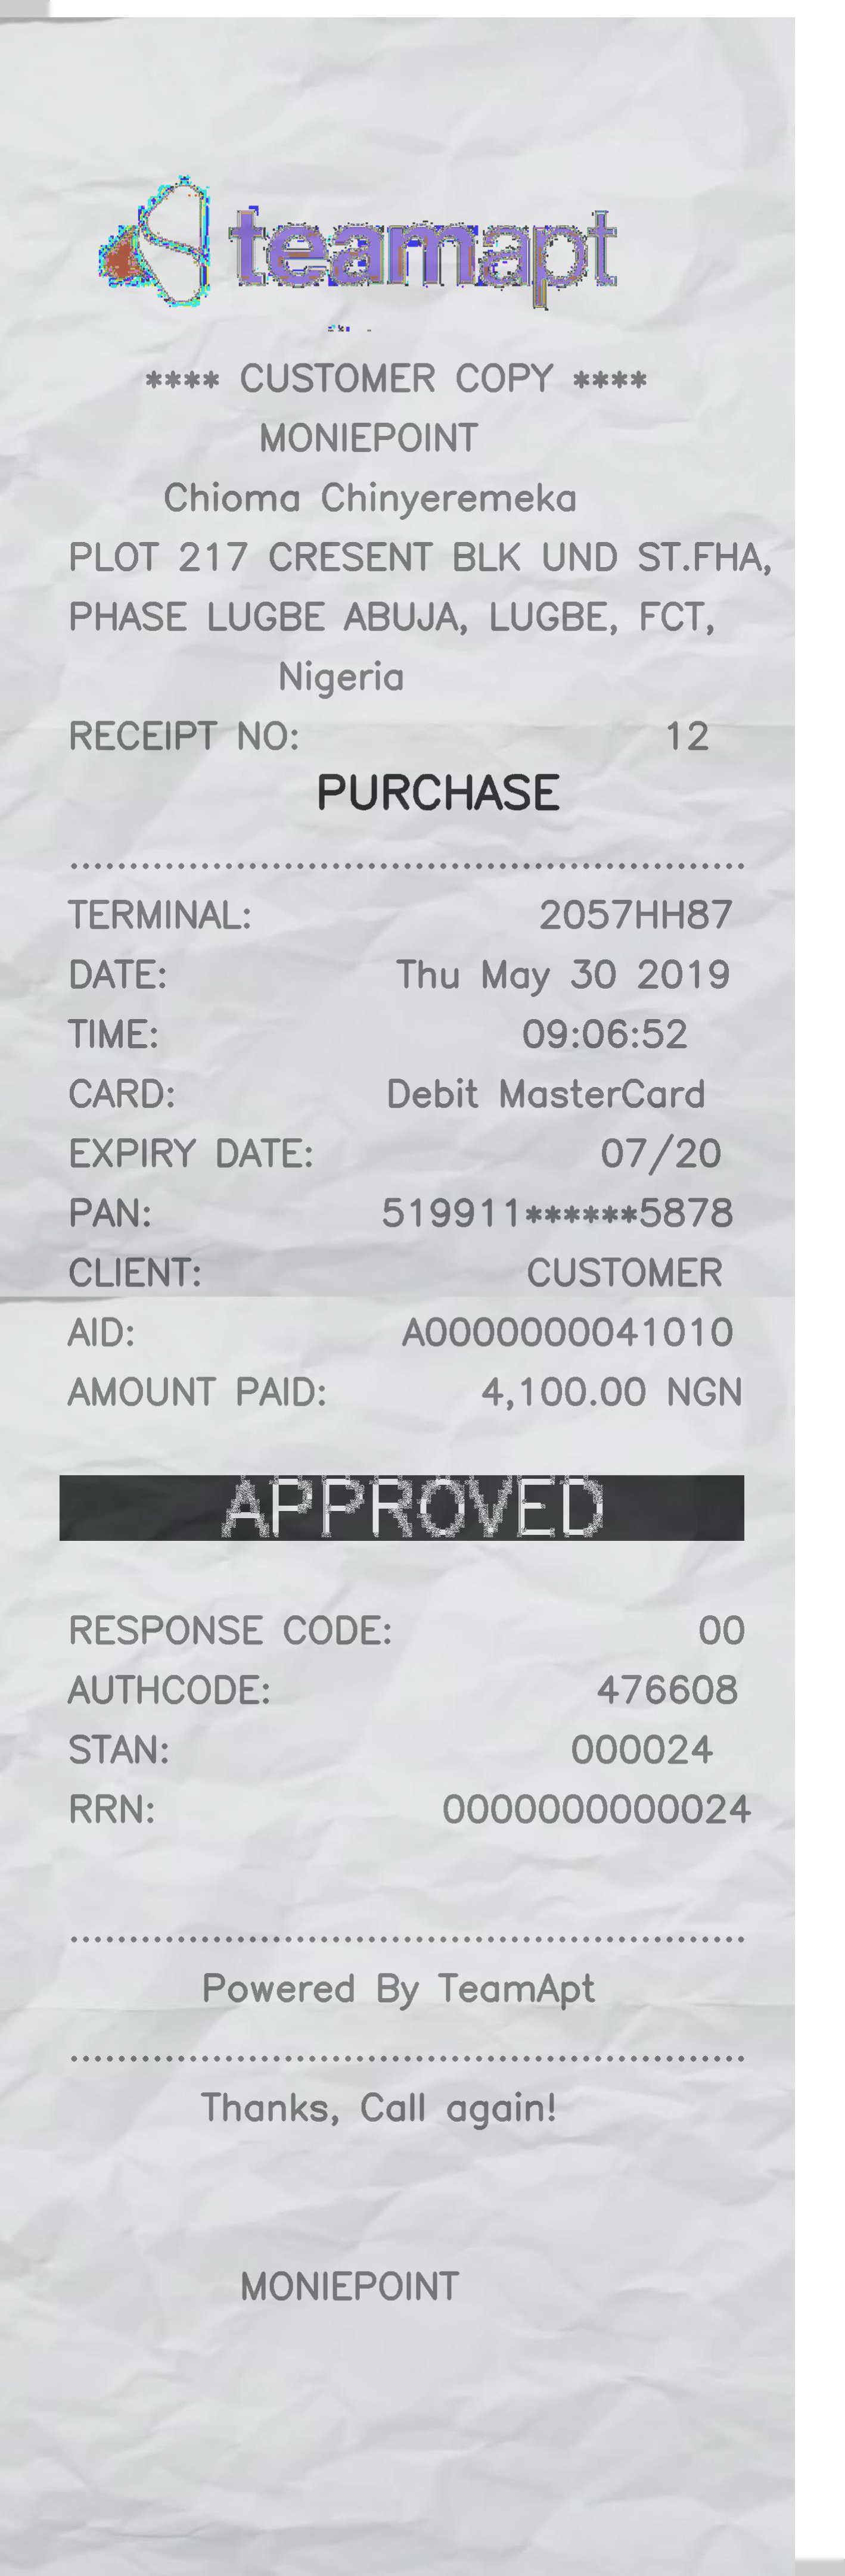 teamapt
**** CUSTOMER COPY ****
MONIEPOINT
Chioma Chinyeremeka
PLOT 217 CRESENT BLK UND ST.FHA,
PHASE LUGBE ABUJA, LUGBE, FCT,
Nigeria
RECEIPT NO: 12
PURCHASE
TERMINAL: 2057HH87
DATE: Thu May 30 2019
TIME: 09:06:52
CARD: Debit MasterCard
EXPIRY DATE: 07/20
PAN: 519911******5878
CLIENT: CUSTOMER
AID: A0000000041010
AMOUNT PAID: 4,100.00 NGN
APPROVED
RESPONSE CODE: 00
AUTHCODE: 476608
STAN: 000024
RRN: 0000000000024
Powered By TeamApt
Thanks, Call again!
MONIEPOINT